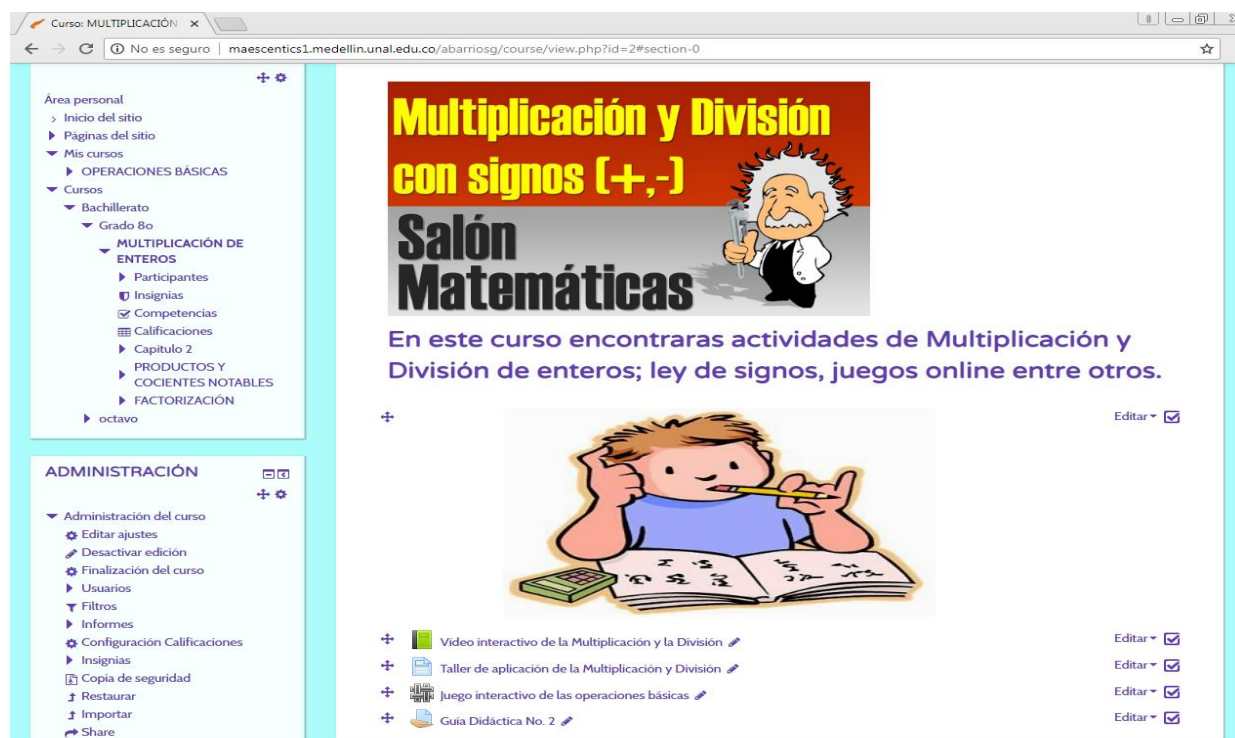 Curso: MULTIPLICACIÓN
No es seguro | maescentics1.medellin.unal.edu.co/abarriosg/course/view.php?id=2#section-0
Área personal
Inicio del sitio
Páginas del sitio
Mis cursos
OPERACIONES BÁSICAS
Cursos
Bachillerato
Grado 8o
MULTIPLICACIÓN DE
ENTEROS
Participantes
Insignias
Competencias
Calificaciones
Capitulo 2
PRODUCTOS Y
COCIENTES NOTABLES
FACTORIZACIÓN
octavo
ADMINISTRACIÓN
Administración del curso
Editar ajustes
Desactivar edición
Finalización del curso
Usuarios
Filtros
Informes
Configuración Calificaciones
Insignias
Copia de seguridad
Restaurar
Importar
Share
Multiplicación y División
con signos (+,-)
Salón
Matemáticas
En este curso encontraras actividades de Multiplicación y
División de enteros; ley de signos, juegos online entre otros.
Editar
Video interactivo de la Multiplicación y la División Editar
Taller de aplicación de la Multiplicación y División Editar
Juego interactivo de las operaciones básicas Editar
Guía Didáctica No. 2 Editar